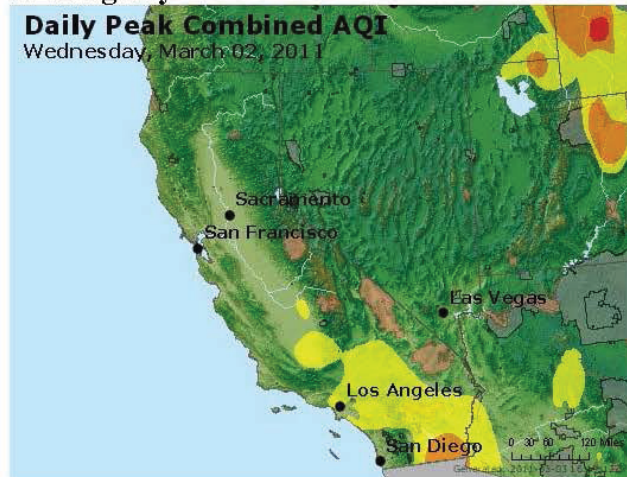 Daily Peak Combined AQI
Wednesday, March 02, 2011
Sacramento
San Francisco
Las Vegas
Los Angeles
San Diego
0 30 60 120 Miles